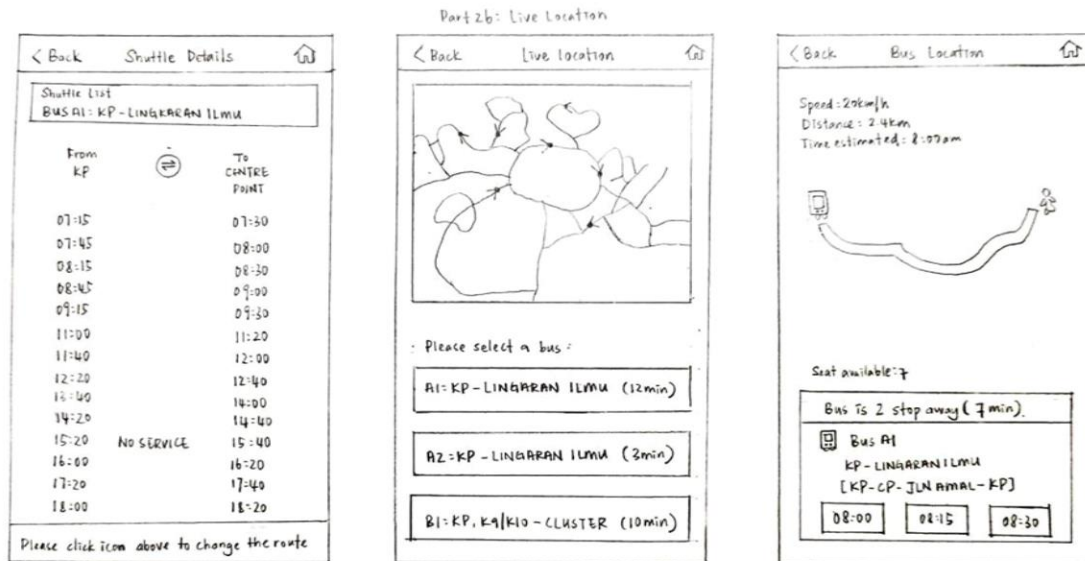 Part 2b: Live Location
< Back Shuttle Details
Shuttle List
BUS A1: KP - LINGKARAN ILMU
From
KP
To
CENTRE
POINT
07:15 07:30
07:45 08:00
08:15 08:30
08:45 09:00
09:15 09:30
11:00 11:20
11:40 12:00
12:20 12:40
13:40 14:00
14:20 14:40
15:20 NO SERVICE 15:40
16:00 16:20
17:20 17:40
18:00 18:20
Please click icon above to change the route
< Back Live location
Please select a bus:
A1: KP - LINGARAN ILMU (12min)
A2: KP - LINGARAN ILMU (3min)
B1: KP, K9/K10 - CLUSTER (10min)
< Back Bus Location
Speed: 20km/h
Distance: 2.4km
Time estimated: 8:07am
Seat available: 7
Bus is 2 stop away (7 min).
Bus A1
KP - LINGARAN ILMU
[KP-CP-JLN AMAL-KP]
08:00 08:15 08:30